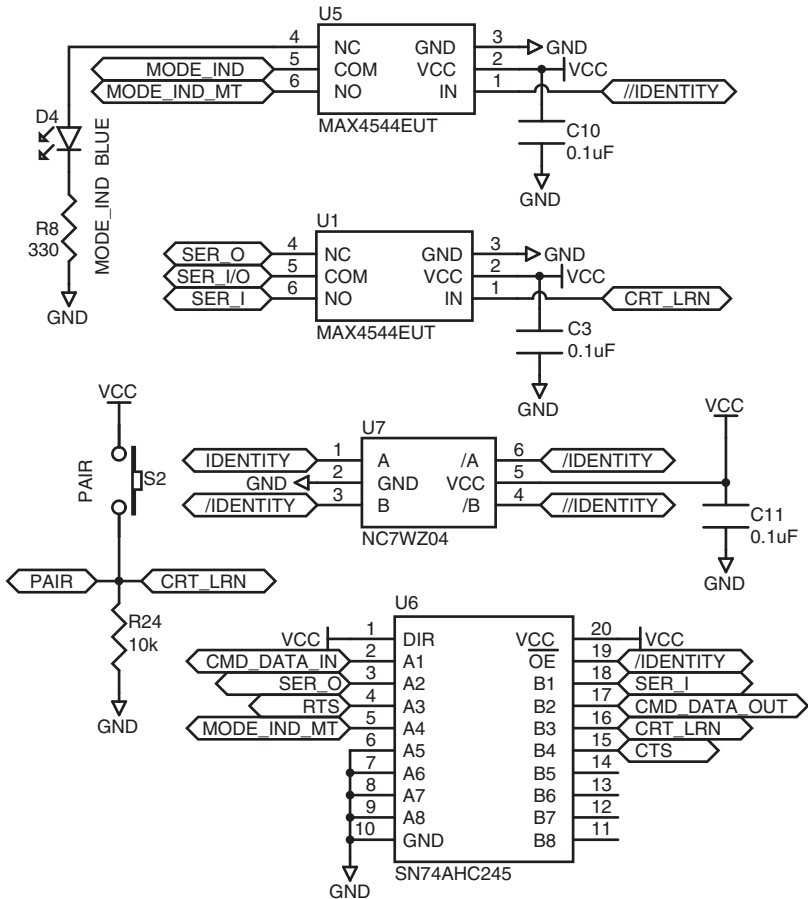 U5
4 NC GND 3 GND
MODE_IND 5 COM VCC 2 VCC
MODE_IND_MT 6 NO IN 1 //IDENTITY
MAX4544EUT
D4
MODE_IND BLUE
C10
0.1uF
GND
R8
330
GND
U1
SER_O 4 NC GND 3 GND
SER_I/O 5 COM VCC 2 VCC
SER_I 6 NO IN 1 CRT_LRN
MAX4544EUT
C3
0.1uF
GND
VCC
PAIR
S2
PAIR CRT_LRN
R24
10k
GND
U7
IDENTITY 1 A /A 6 /IDENTITY
GND 2 GND VCC 5
/IDENTITY 3 B /B 4 //IDENTITY
NC7WZ04
VCC
C11
0.1uF
GND
U6
VCC 1 DIR VCC 20 VCC
CMD_DATA_IN 2 A1 OE 19 /IDENTITY
SER_O 3 A2 B1 18 SER_I
RTS 4 A3 B2 17 CMD_DATA_OUT
MODE_IND_MT 5 A4 B3 16 CRT_LRN
6 A5 B4 15 CTS
7 A6 B5 14
8 A7 B6 13
9 A8 B7 12
10 GND B8 11
GND
SN74AHC245